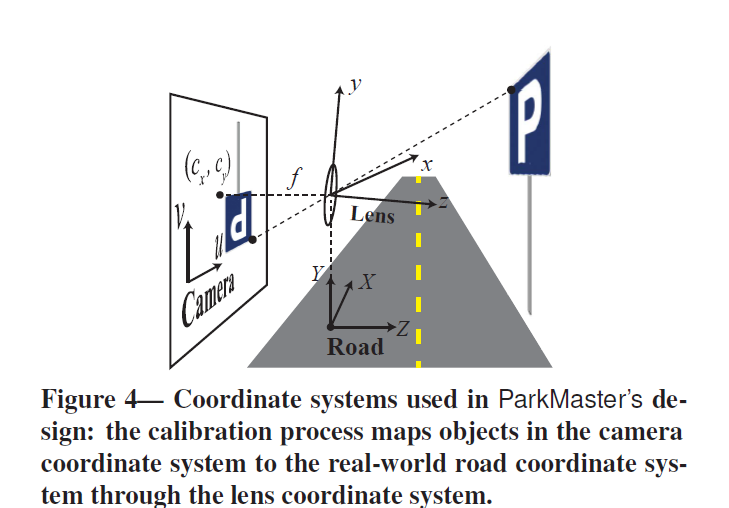 y
P
(cx, cy)
f
x
z
Lens
P
V
u
Y
X
Camera
Z
Road
Figure 4— Coordinate systems used in ParkMaster's de-
sign: the calibration process maps objects in the camera
coordinate system to the real-world road coordinate sys-
tem through the lens coordinate system.